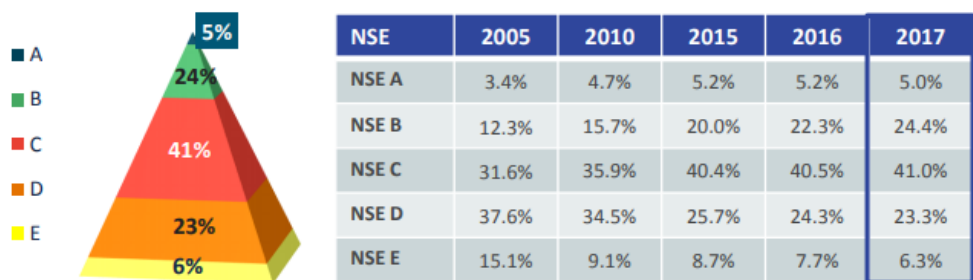 A
B
C
D
E
5%
24%
41%
23%
6%
NSE 2005 2010 2015 2016 2017
NSE A 3.4% 4.7% 5.2% 5.2% 5.0%
NSE B 12.3% 15.7% 20.0% 22.3% 24.4%
NSE C 31.6% 35.9% 40.4% 40.5% 41.0%
NSE D 37.6% 34.5% 25.7% 24.3% 23.3%
NSE E 15.1% 9.1% 8.7% 7.7% 6.3%